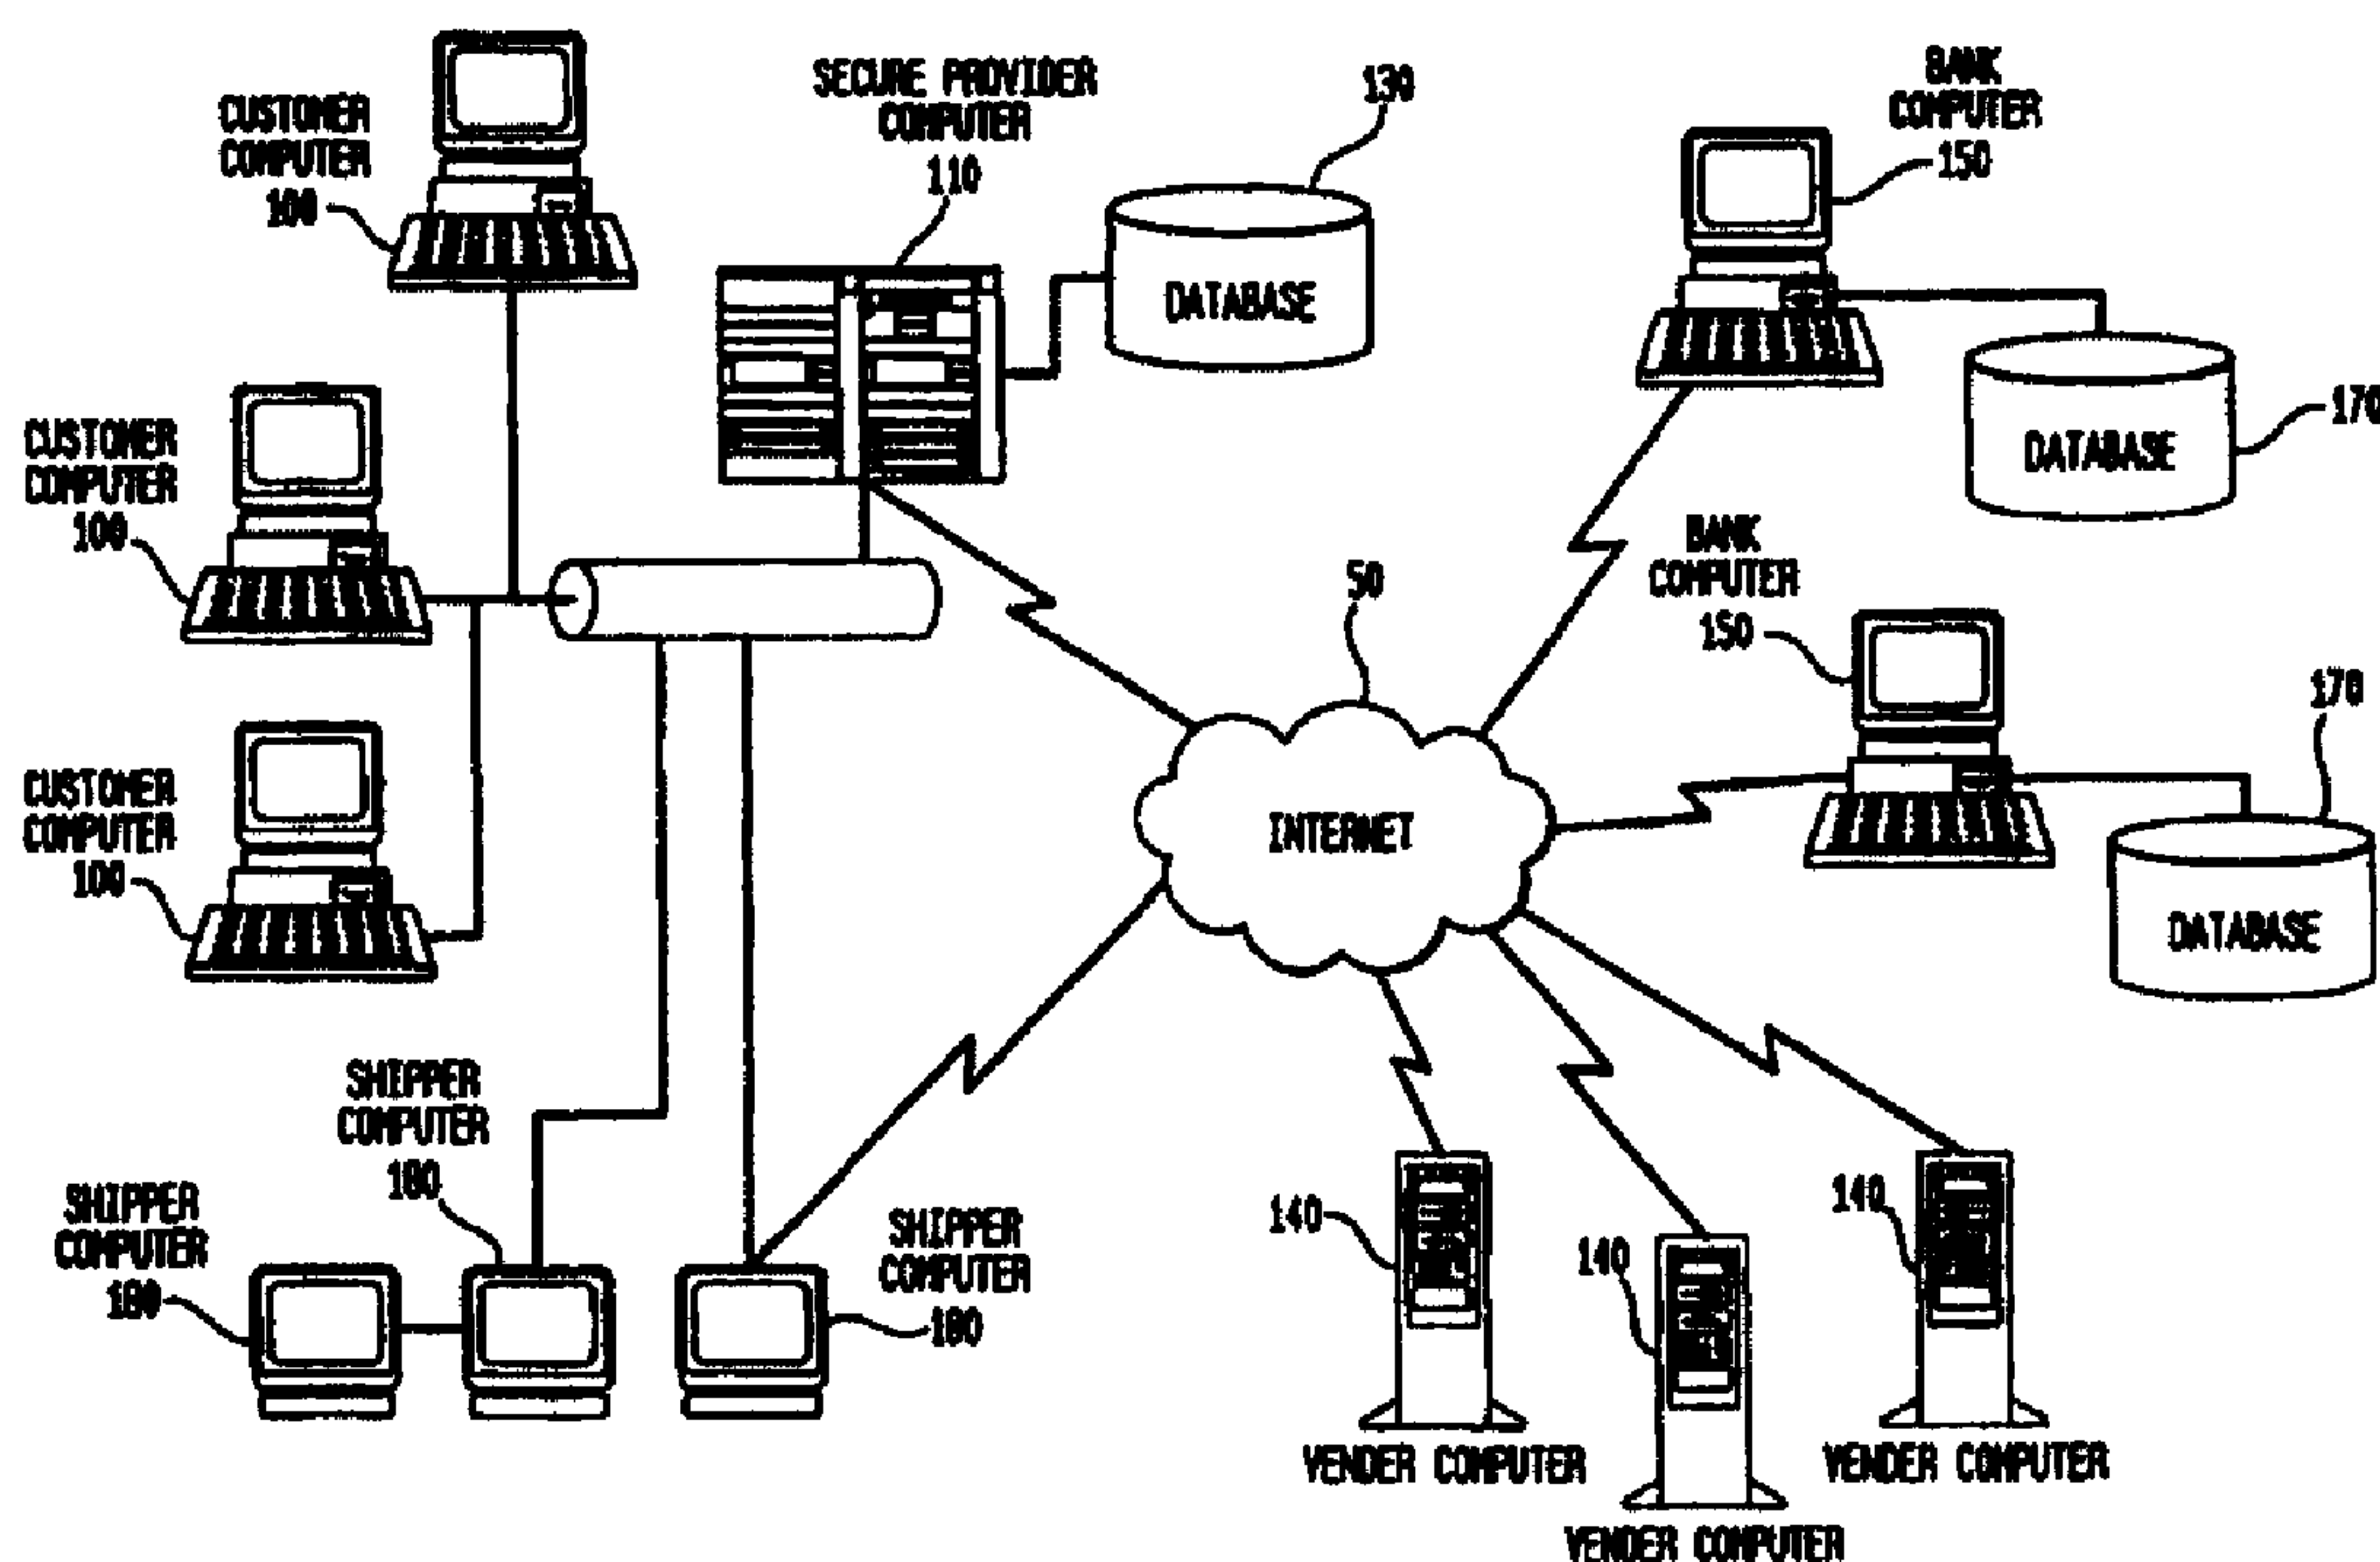 CUSTOMER
COMPUTER
100
SECURE PROVIDER
COMPUTER
110
130
DATABASE
BANK
COMPUTER
150
DATABASE
170
CUSTOMER
COMPUTER
100
BANK
COMPUTER
150
50
INTERNET
170
DATABASE
CUSTOMER
COMPUTER
100
SHIPPER
COMPUTER
180
SHIPPER
COMPUTER
180
SHIPPER
COMPUTER
180
140
140
140
VENDER COMPUTER
VENDER COMPUTER
VENDER COMPUTER